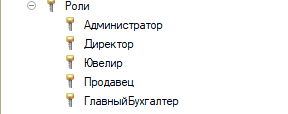 Роли
Администратор
Директор
Ювелир
Продавец
ГлавныйБухгалтер